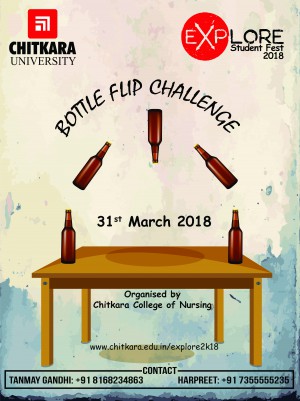 CHITKARA
UNIVERSITY
EXPLORE
Student Fest
2018
BOTTLE FLIP CHALLENGE
31st March 2018
Organised by
Chitkara College of Nursing
www.chitkara.edu.in/explore2k18
CONTACT
TANMAY GANDHI: +91 8168234863
HARPREET: +91 7355555235